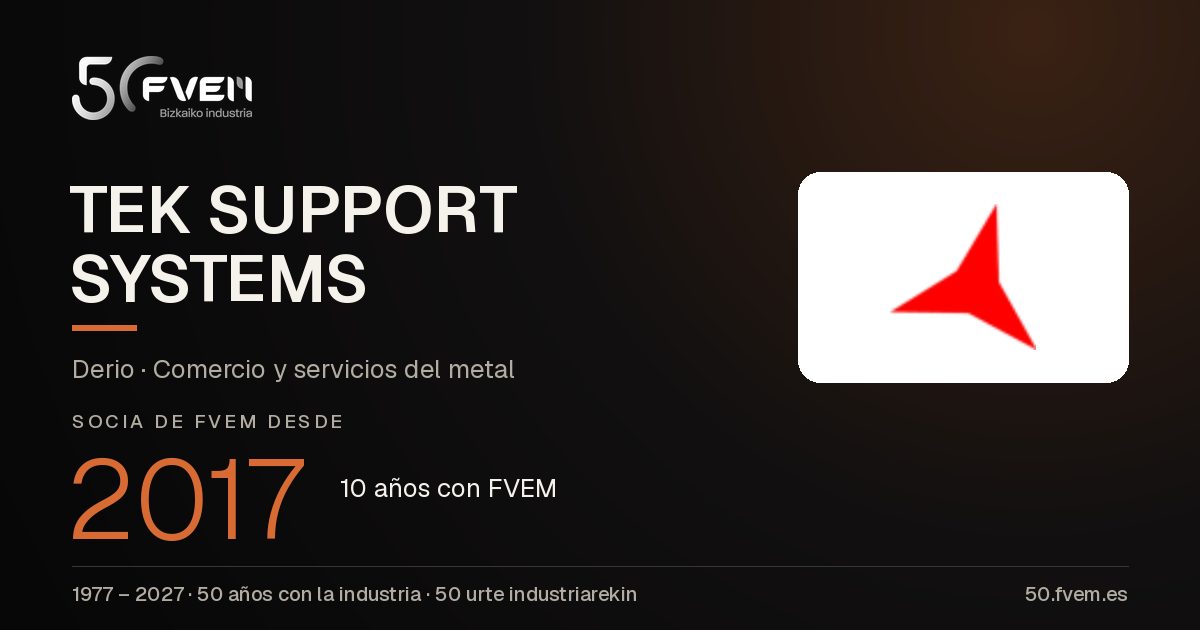 50 FVEM
Bizkaiko industria
TEK SUPPORT
SYSTEMS
Derio · Comercio y servicios del metal
SOCIA DE FVEM DESDE
2017
10 años con FVEM
1977 – 2027 · 50 años con la industria · 50 urte industriarekin
50.fvem.es